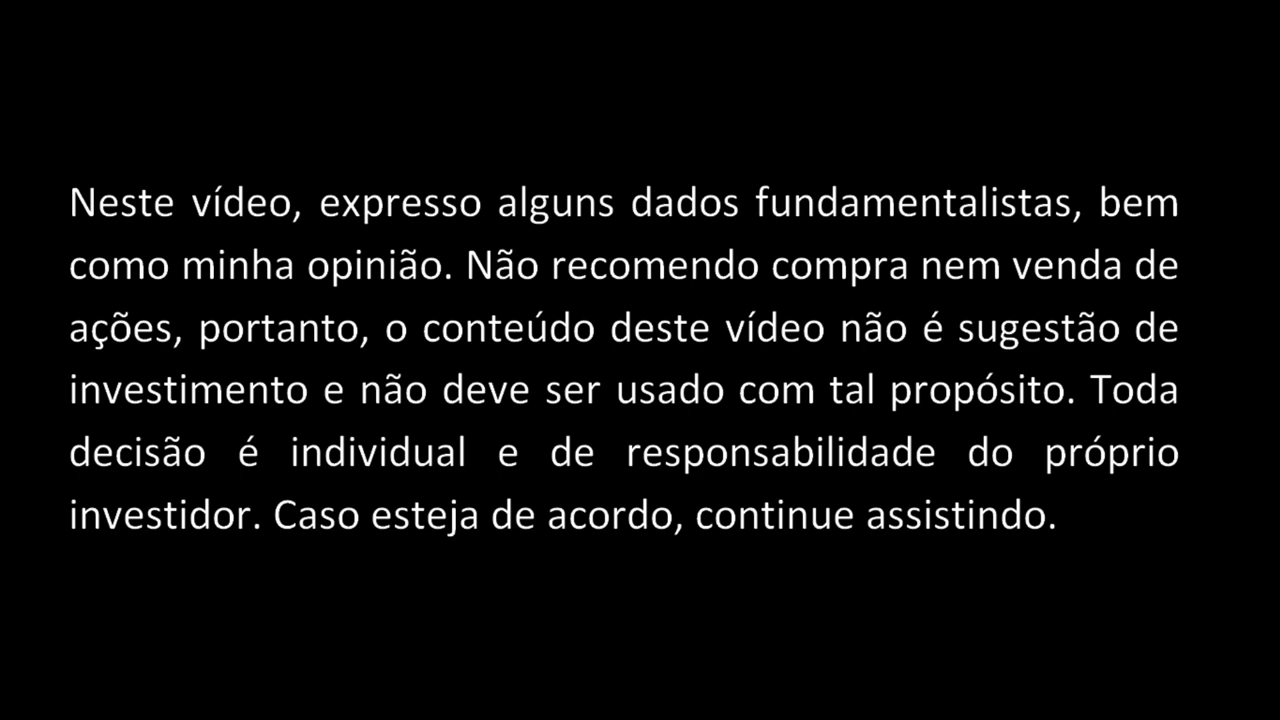 Neste vídeo, expresso alguns dados fundamentalistas, bem
como minha opinião. Não recomendo compra nem venda de
ações, portanto, o conteúdo deste vídeo não é sugestão de
investimento e não deve ser usado com tal propósito. Toda
decisão é individual e de responsabilidade do próprio
investidor. Caso esteja de acordo, continue assistindo.